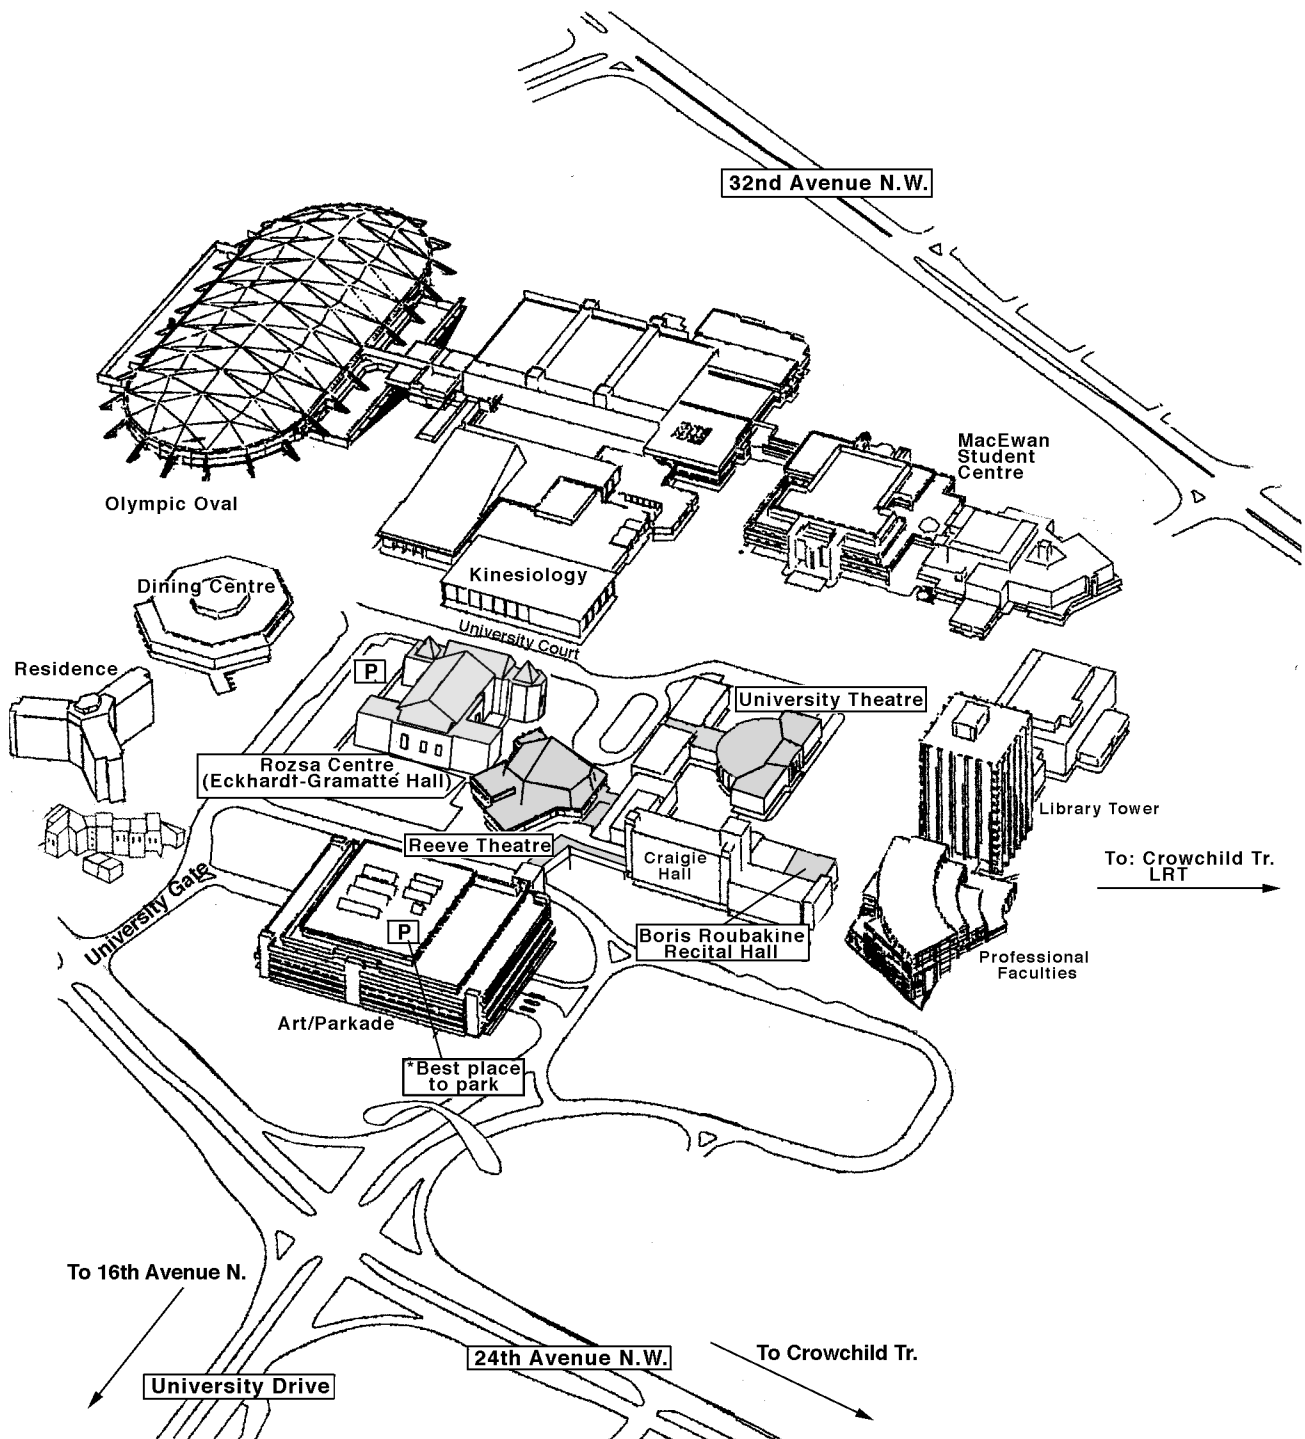 32nd Avenue N.W.
MacEwan
Student
Centre
Olympic Oval
Kinesiology
Dining Centre
University Court
Residence
P
University Theatre
Rozsa Centre
(Eckhardt-Gramatté Hall)
Library Tower
Reeve Theatre
Craigie
Hall
To: Crowchild Tr.
LRT
University Gate
P
Boris Roubakine
Recital Hall
Professional
Faculties
Art/Parkade
*Best place
to park
To 16th Avenue N.
24th Avenue N.W.
To Crowchild Tr.
University Drive